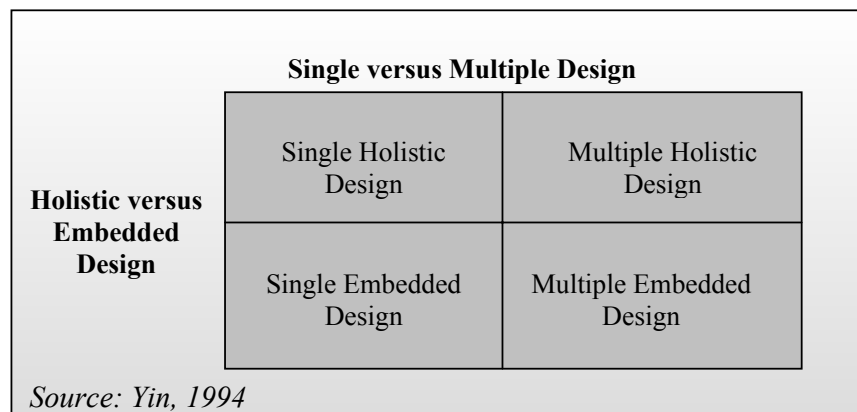 Single versus Multiple Design
Single Holistic
Design
Multiple Holistic
Design
Holistic versus
Embedded
Design
Single Embedded
Design
Multiple Embedded
Design
Source: Yin, 1994